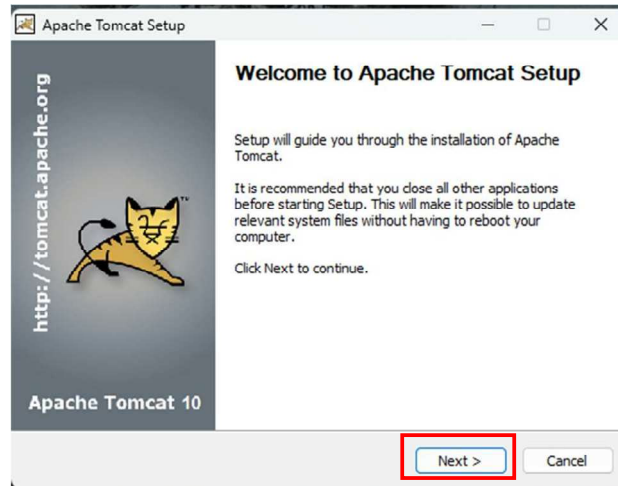 Apache Tomcat Setup
http://tomcat.apache.org
Apache Tomcat 10
Welcome to Apache Tomcat Setup
Setup will guide you through the installation of Apache
Tomcat.
It is recommended that you close all other applications
before starting Setup. This will make it possible to update
relevant system files without having to reboot your
computer.
Click Next to continue.
Next >
Cancel